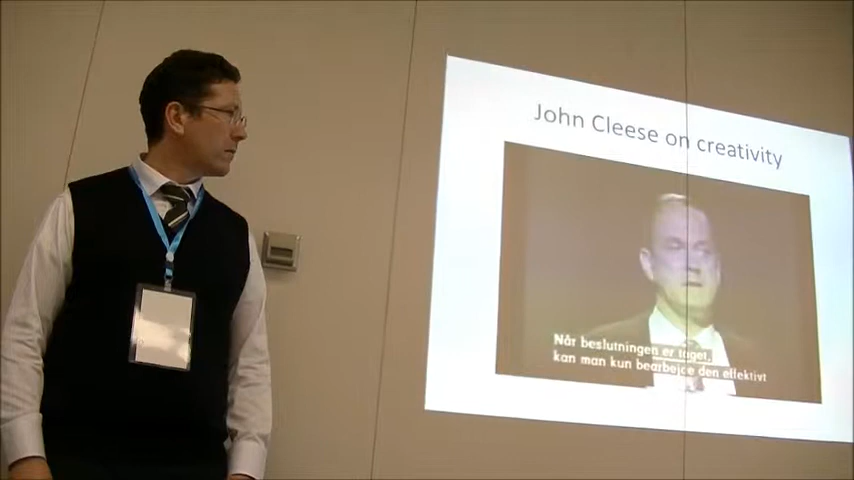 John Cleese on creativity
Når beslutningen er taget,
kan man kun bearbejde den effektivt